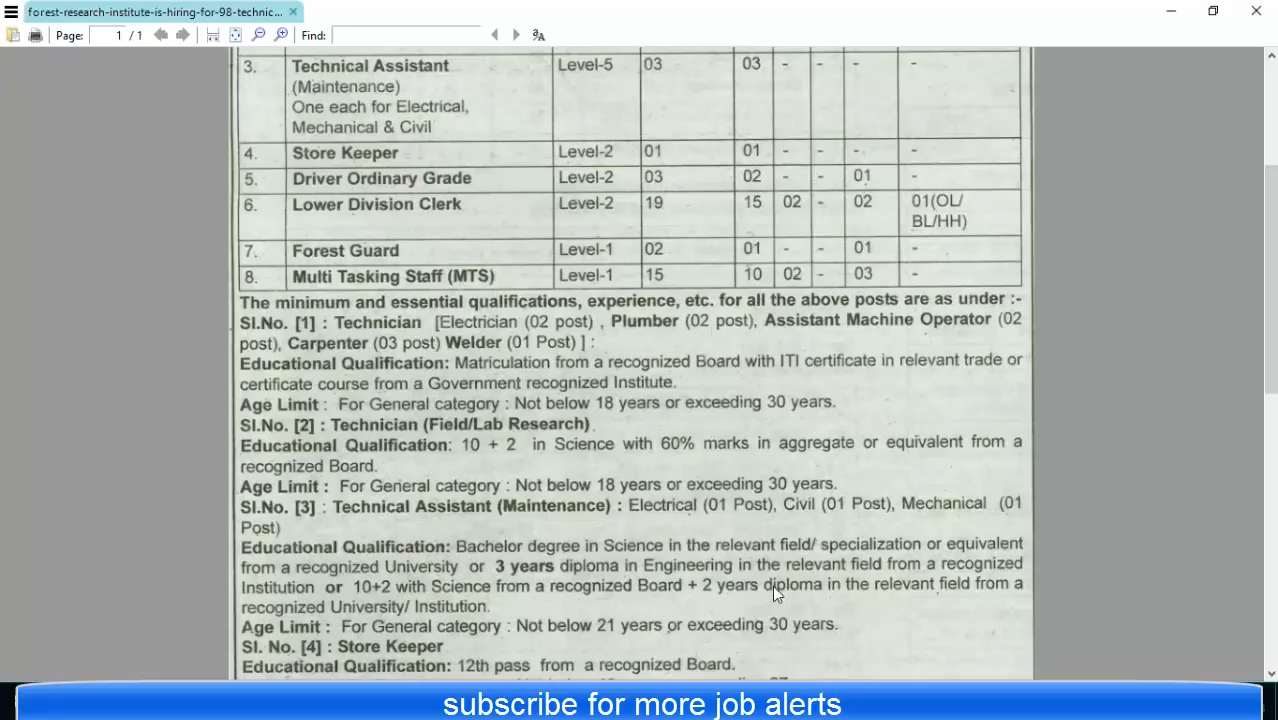 forest-research-institute-is-hiring-for-98-technic...
Page: 1 / 1 Find:
3. Technical Assistant Level-5 03 03 - - - -
(Maintenance)
One each for Electrical,
Mechanical & Civil
4. Store Keeper Level-2 01 01 - - - -
5. Driver Ordinary Grade Level-2 03 02 - - 01 -
6. Lower Division Clerk Level-2 19 15 02 - 02 01(OL/
BL/HH)
7. Forest Guard Level-1 02 01 - - 01 -
8. Multi Tasking Staff (MTS) Level-1 15 10 02 - 03 -
The minimum and essential qualifications, experience, etc. for all the above posts are as under :-
Sl.No. [1] : Technician [Electrician (02 post) , Plumber (02 post), Assistant Machine Operator (02
post), Carpenter (03 post) Welder (01 Post) ] :
Educational Qualification: Matriculation from a recognized Board with ITI certificate in relevant trade or
certificate course from a Government recognized Institute.
Age Limit : For General category : Not below 18 years or exceeding 30 years.
Sl.No. [2] : Technician (Field/Lab Research)
Educational Qualification: 10 + 2 in Science with 60% marks in aggregate or equivalent from a
recognized Board.
Age Limit : For General category : Not below 18 years or exceeding 30 years.
Sl.No. [3] : Technical Assistant (Maintenance) : Electrical (01 Post), Civil (01 Post), Mechanical (01
Post)
Educational Qualification: Bachelor degree in Science in the relevant field/ specialization or equivalent
from a recognized University or 3 years diploma in Engineering in the relevant field from a recognized
Institution or 10+2 with Science from a recognized Board + 2 years diploma in the relevant field from a
recognized University/ Institution.
Age Limit : For General category : Not below 21 years or exceeding 30 years.
Sl. No. [4] : Store Keeper
Educational Qualification: 12th pass from a recognized Board.
subscribe for more job alerts